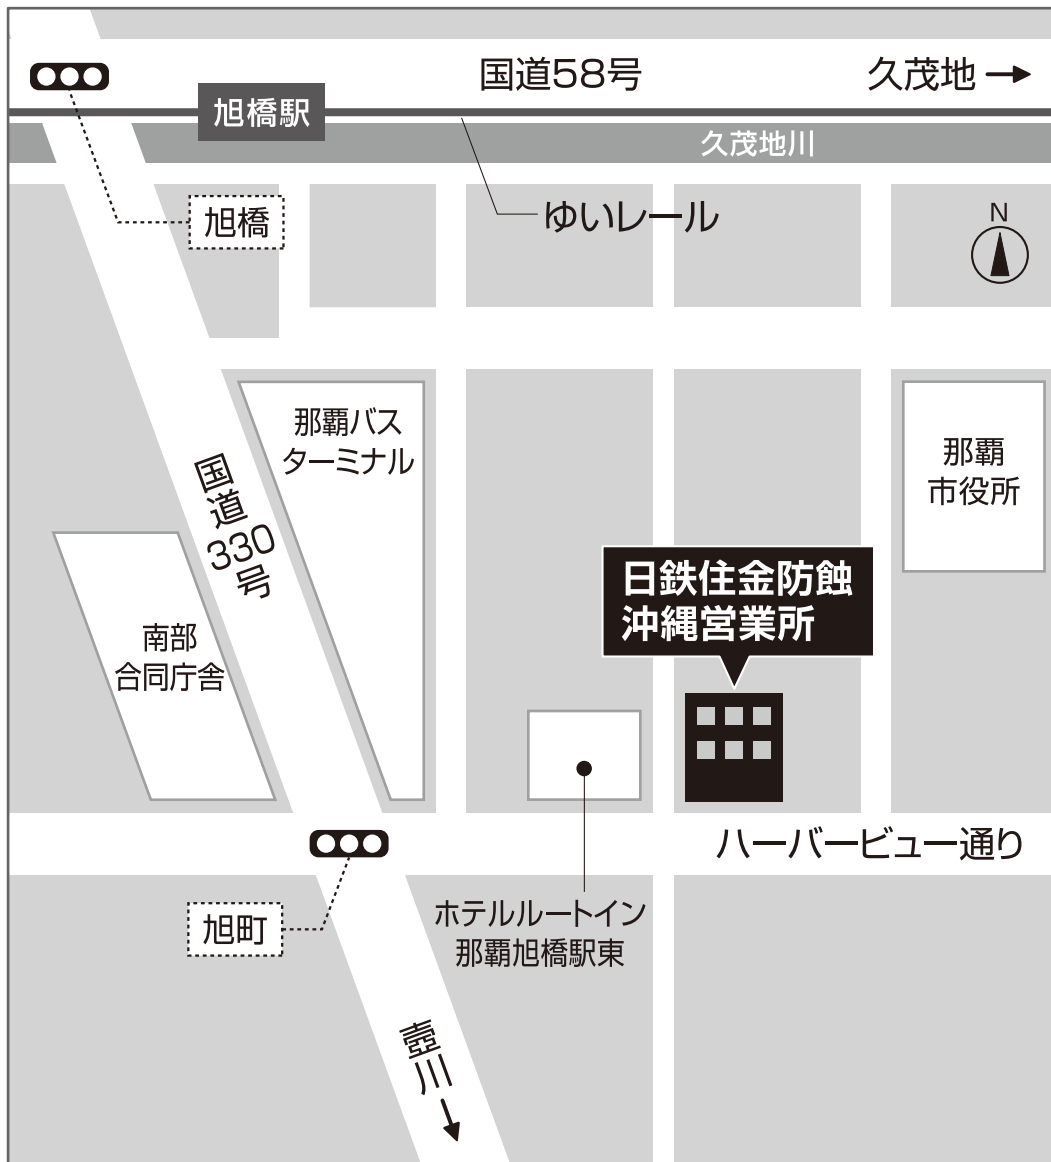 国道58号
久茂地
旭橋駅
久茂地川
旭橋
ゆいレール
N
那覇バス
ターミナル
那覇
市役所
国道330号
日鉄住金防蝕
沖縄営業所
南部
合同庁舎
ハーバービュー通り
旭町
ホテルルートイン
那覇旭橋駅東
壺川